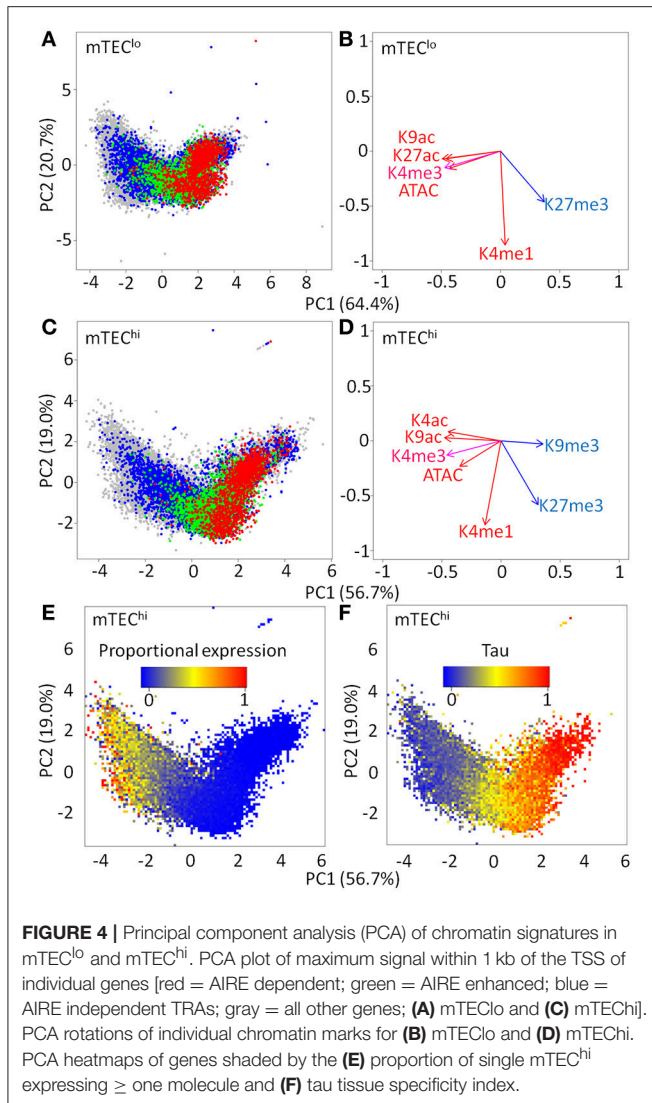 A
mTEClo
PC2 (20.7%)
5
0
-5
-4 -2 0 2 4 6 8
B
mTEClo
1
0.5
0
-0.5
-1
K9ac
K27ac
K4me3
ATAC
K27me3
K4me1
-1 -0.5 0 0.5 1
PC1 (64.4%)
C
mTEChi
PC2 (19.0%)
6
4
2
0
-2
-4 -2 0 2 4 6
D
mTEChi
1
0.5
0
-0.5
-1
K4ac
K9ac
K4me3
ATAC
K9me3
K27me3
K4me1
-1 -0.5 0 0.5 1
PC1 (56.7%)
E
mTEChi
Proportional expression
0 1
PC2 (19.0%)
6
4
2
0
-2
-4 -2 0 2 4 6
F
mTEChi
Tau
0 1
PC2 (19.0%)
6
4
2
0
-2
-4 -2 0 2 4 6
PC1 (56.7%)
FIGURE 4 | Principal component analysis (PCA) of chromatin signatures in
mTEClo and mTEChi. PCA plot of maximum signal within 1 kb of the TSS of
individual genes [red = AIRE dependent; green = AIRE enhanced; blue =
AIRE independent TRAs; gray = all other genes; (A) mTEClo and (C) mTEChi].
PCA rotations of individual chromatin marks for (B) mTEClo and (D) mTEChi.
PCA heatmaps of genes shaded by the (E) proportion of single mTEChi
expressing ≥ one molecule and (F) tau tissue specificity index.